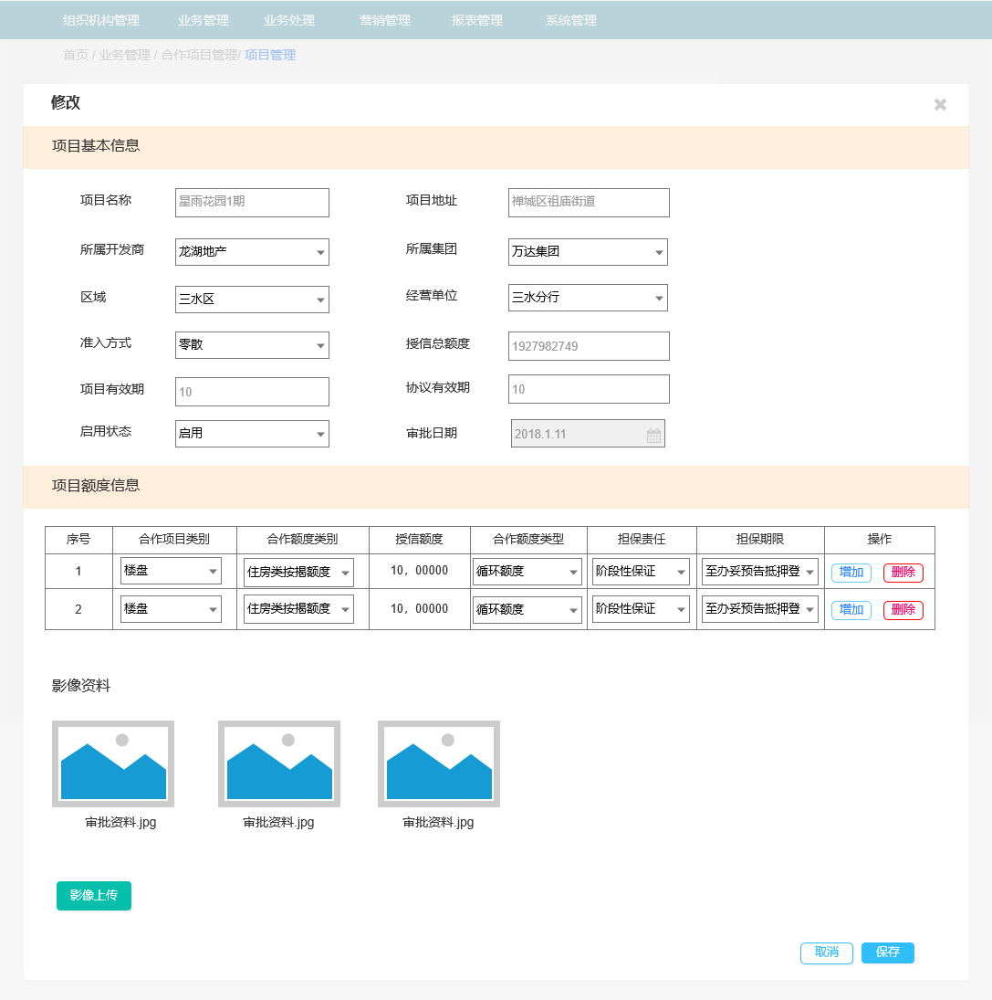 组织机构管理 业务管理 业务处理 营销管理 报表管理 系统管理
首页 / 业务管理 / 合作项目管理/ 项目管理
修改
项目基本信息
项目名称 星雨花园1期 项目地址 禅城区祖庙街道
所属开发商 龙湖地产 所属集团 万达集团
区域 三水区 经营单位 三水分行
准入方式 零散 授信总额度 1927982749
项目有效期 10 协议有效期 10
启用状态 启用 审批日期 2018.1.11
项目额度信息
序号 合作项目类别 合作额度类别 授信额度 合作额度类型 担保责任 担保期限 操作
1 楼盘 住房类按揭额度 10，00000 循环额度 阶段性保证 至办妥预告抵押登 增加 删除
2 楼盘 住房类按揭额度 10，00000 循环额度 阶段性保证 至办妥预告抵押登 增加 删除
影像资料
审批资料.jpg 审批资料.jpg 审批资料.jpg
影像上传
取消 保存